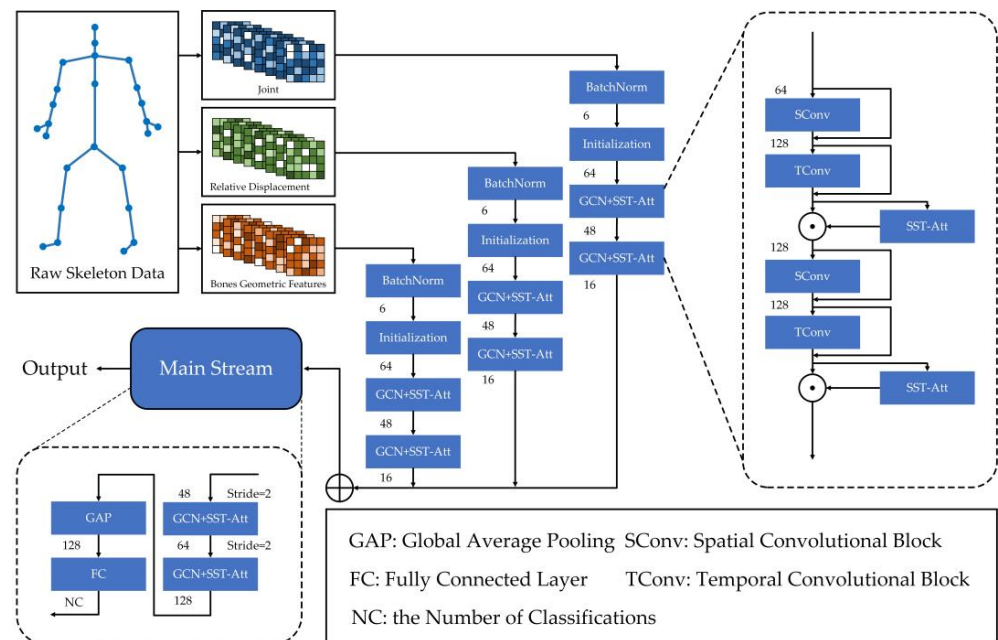 Raw Skeleton Data
Joint
Relative Displacement
Bones Geometric Features
BatchNorm
6
Initialization
64
GCN+SST-Att
48
GCN+SST-Att
16
BatchNorm
6
Initialization
64
GCN+SST-Att
48
GCN+SST-Att
16
BatchNorm
6
Initialization
64
GCN+SST-Att
48
GCN+SST-Att
16
64
SConv
128
TConv
SST-Att
128
SConv
128
TConv
SST-Att
Output
Main Stream
48 Stride=2
GCN+SST-Att
64 Stride=2
GCN+SST-Att
128
GAP
128
FC
NC
GAP: Global Average Pooling SConv: Spatial Convolutional Block
FC: Fully Connected Layer TConv: Temporal Convolutional Block
NC: the Number of Classifications